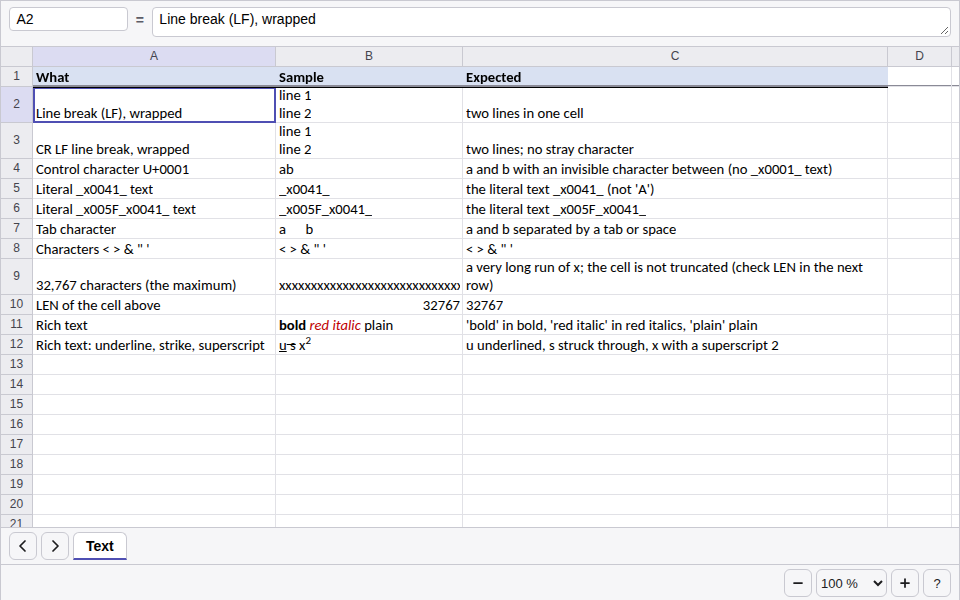 A2 = Line break (LF), wrapped
A B C D
1 What Sample Expected
2 Line break (LF), wrapped line 1
line 2 two lines in one cell
3 CR LF line break, wrapped line 1
line 2 two lines; no stray character
4 Control character U+0001 ab a and b with an invisible character between (no _x0001_ text)
5 Literal _x0041_ text _x0041_ the literal text _x0041_ (not 'A')
6 Literal _x005F_x0041_ text _x005F_x0041_ the literal text _x005F_x0041_
7 Tab character a b a and b separated by a tab or space
8 Characters < > & " ' < > & " ' < > & " '
9 32,767 characters (the maximum) xxxxxxxxxxxxxxxxxxxxxxxxxxxxx a very long run of x; the cell is not truncated (check LEN in the next
row)
10 LEN of the cell above 32767 32767
11 Rich text bold red italic plain 'bold' in bold, 'red italic' in red italics, 'plain' plain
12 Rich text: underline, strike, superscript u s x² u underlined, s struck through, x with a superscript 2
13
14
15
16
17
18
19
20
21
Text
100 % ?